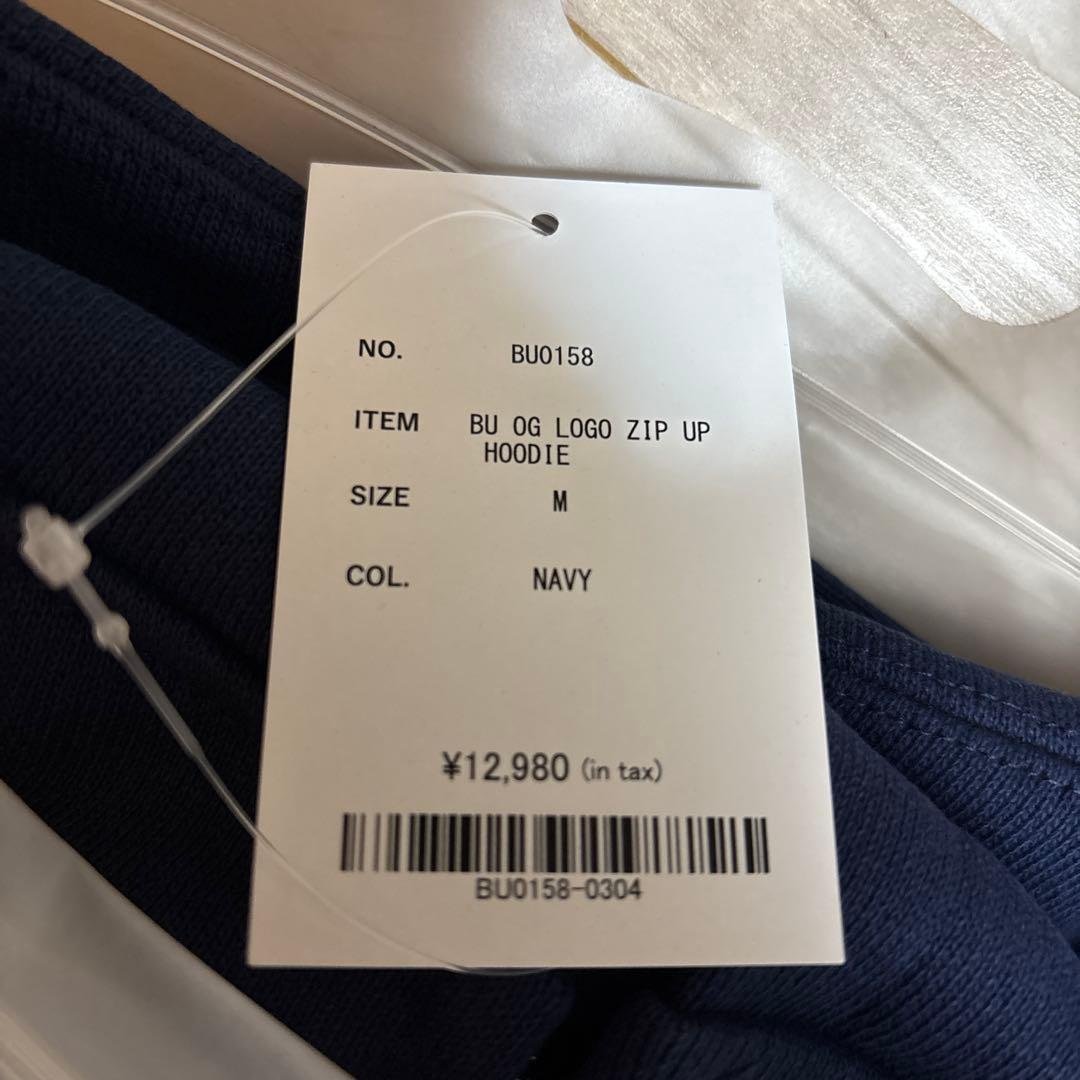 NO. BU0158
ITEM BU OG LOGO ZIP UP
HOODIE
SIZE M
COL. NAVY
¥12,980 (in tax)
BU0158-0304